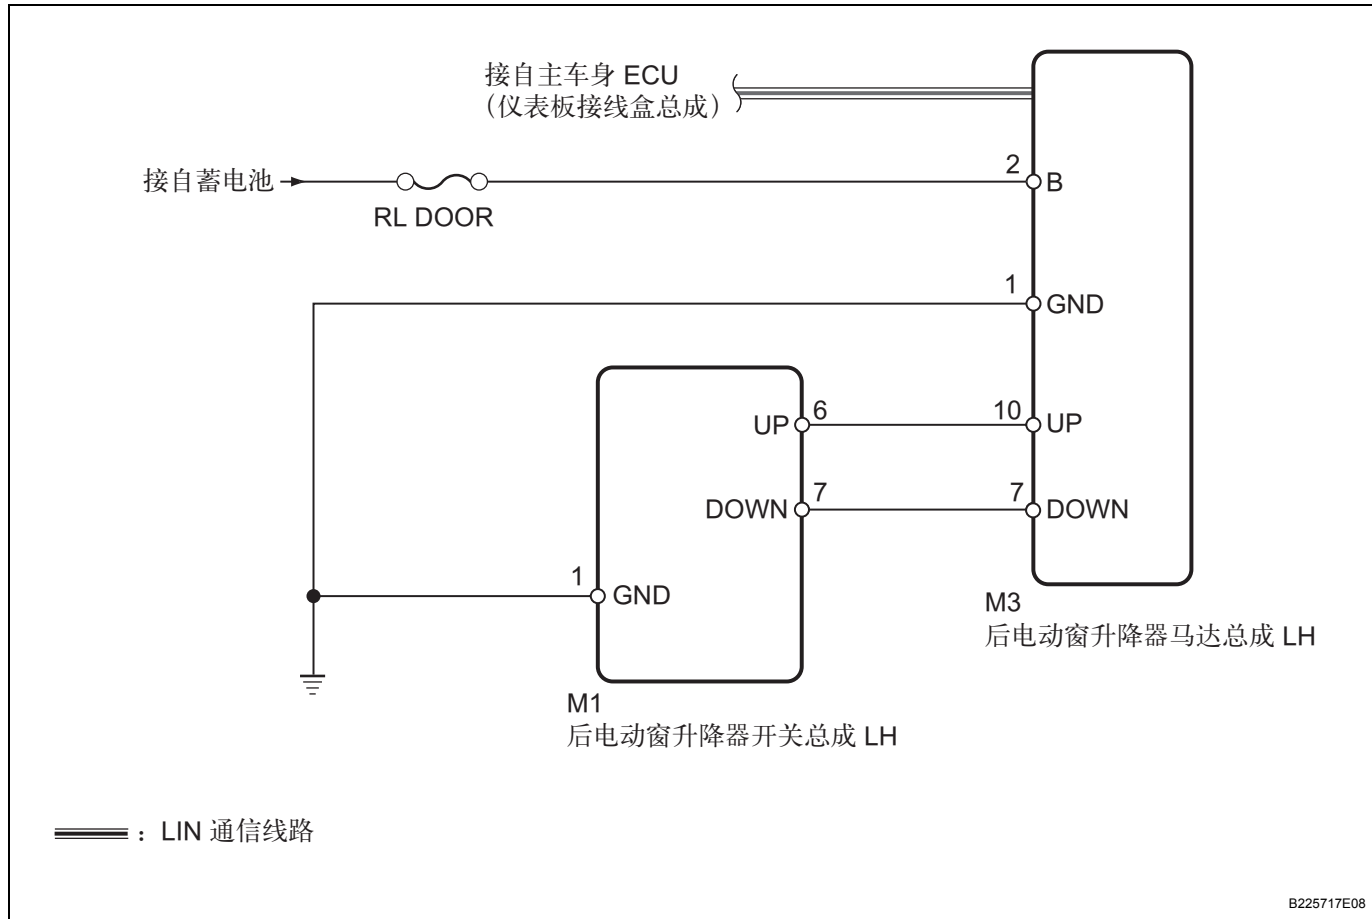 接自主车身 ECU
（仪表板接线盒总成）
接自蓄电池
RL DOOR
2
B
1
GND
UP
6
10
UP
DOWN
7
7
DOWN
1
GND
M3
后电动窗升降器马达总成 LH
M1
后电动窗升降器开关总成 LH
：LIN 通信线路
B225717E08